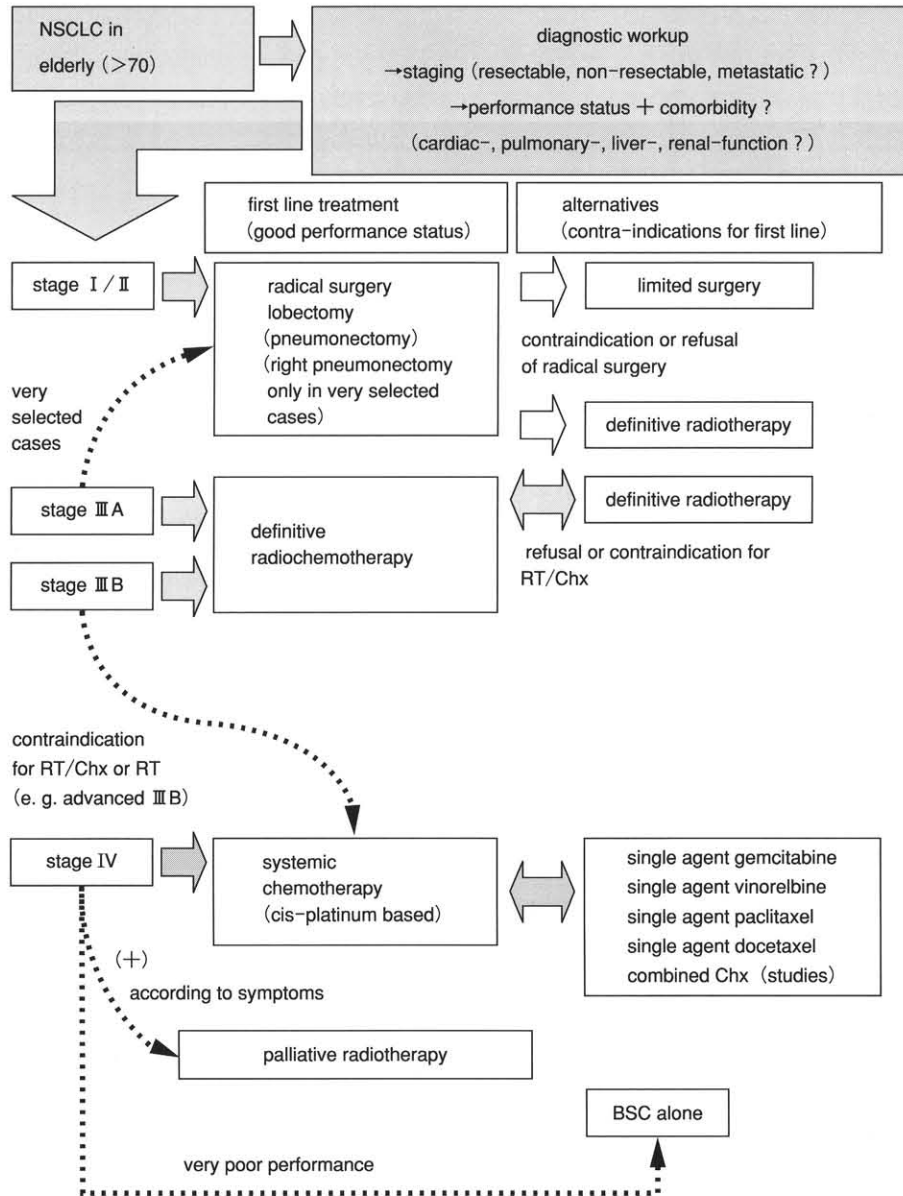 NSCLC in
elderly (>70)
diagnostic workup
→staging (resectable, non-resectable, metastatic ?)
→performance status + comorbidity ?
(cardiac-, pulmonary-, liver-, renal-function ?)
first line treatment
(good performance status)
alternatives
(contra-indications for first line)
stage Ⅰ/Ⅱ
radical surgery
lobectomy
(pneumonectomy)
(right pneumonectomy
only in very selected
cases)
limited surgery
contraindication or refusal
of radical surgery
very
selected
cases
definitive radiotherapy
stage ⅢA
definitive
radiochemotherapy
definitive radiotherapy
refusal or contraindication for
RT/Chx
stage ⅢB
contraindication
for RT/Chx or RT
(e. g. advanced ⅢB)
stage Ⅳ
systemic
chemotherapy
(cis-platinum based)
single agent gemcitabine
single agent vinorelbine
single agent paclitaxel
single agent docetaxel
combined Chx (studies)
(+)
according to symptoms
palliative radiotherapy
BSC alone
very poor performance